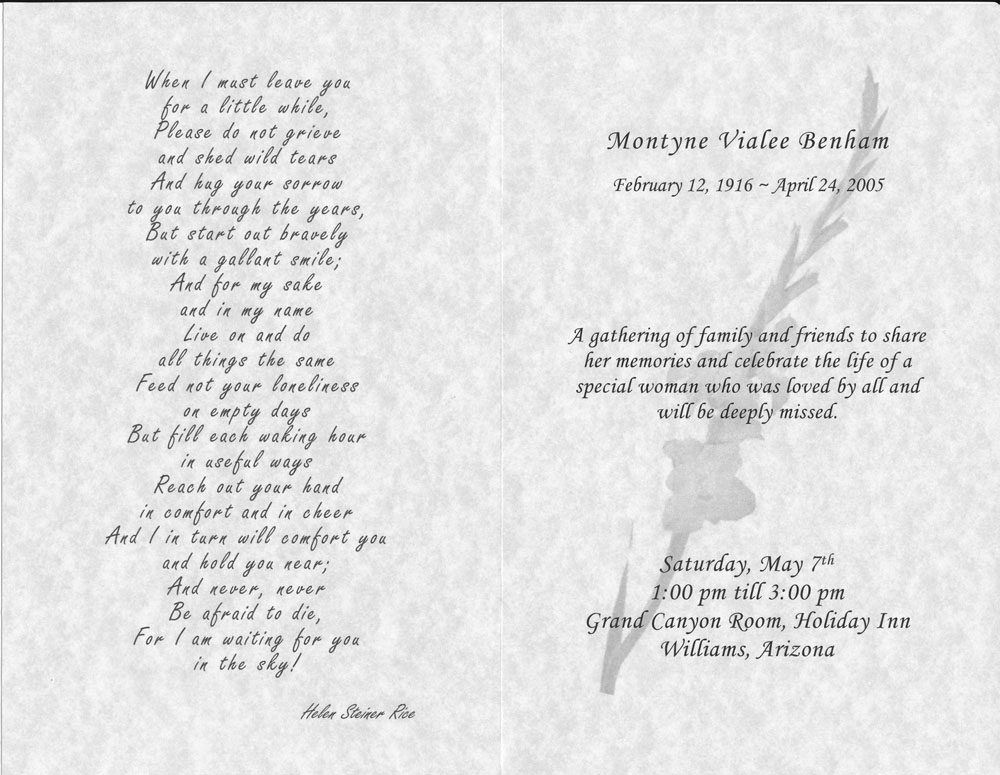 When I must leave you
for a little while,
Please do not grieve
and shed wild tears
And hug your sorrow
to you through the years,
But start out bravely
with a gallant smile;
And for my sake
and in my name
Live on and do
all things the same
Feed not your loneliness
on empty days
But fill each waking hour
in useful ways
Reach out your hand
in comfort and in cheer
And I in turn will comfort you
and hold you near;
And never, never
Be afraid to die,
For I am waiting for you
in the sky!
Helen Steiner Rice
Montyne Vialee Benham
February 12, 1916 ~ April 24, 2005
A gathering of family and friends to share
her memories and celebrate the life of a
special woman who was loved by all and
will be deeply missed.
Saturday, May 7th
1:00 pm till 3:00 pm
Grand Canyon Room, Holiday Inn
Williams, Arizona